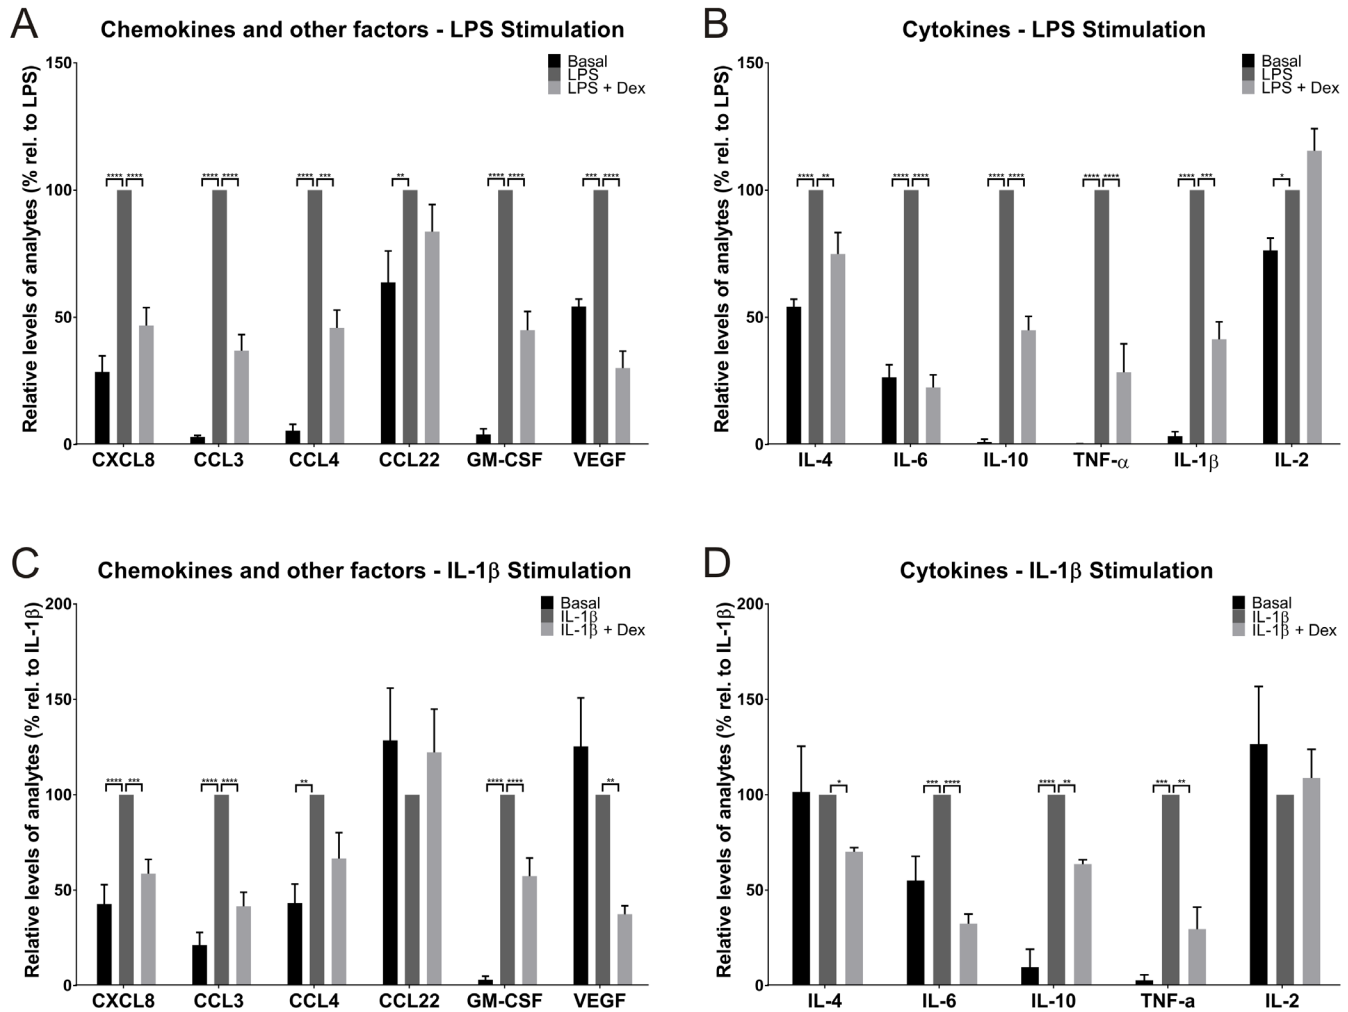 A
Chemokines and other factors - LPS Stimulation
Relative levels of analytes (% rel. to LPS)
150
100
50
0
Basal
LPS
LPS + Dex
**** ****
**** ****
**** ***
**
**** ****
*** ****
CXCL8 CCL3 CCL4 CCL22 GM-CSF VEGF
B
Cytokines - LPS Stimulation
Relative levels of analytes (% rel. to LPS)
150
100
50
0
Basal
LPS
LPS + Dex
**** **
**** ****
**** ****
**** ****
**** ***
*
IL-4 IL-6 IL-10 TNF-α IL-1β IL-2
C
Chemokines and other factors - IL-1β Stimulation
Relative levels of analytes (% rel. to IL-1β)
200
150
100
50
0
Basal
IL-1β
IL-1β + Dex
**** ***
**** ****
**
**** ****
**
CXCL8 CCL3 CCL4 CCL22 GM-CSF VEGF
D
Cytokines - IL-1β Stimulation
Relative levels of analytes (% rel. to IL-1β)
200
150
100
50
0
Basal
IL-1β
IL-1β + Dex
*
*** ****
**** **
*** **
IL-4 IL-6 IL-10 TNF-a IL-2